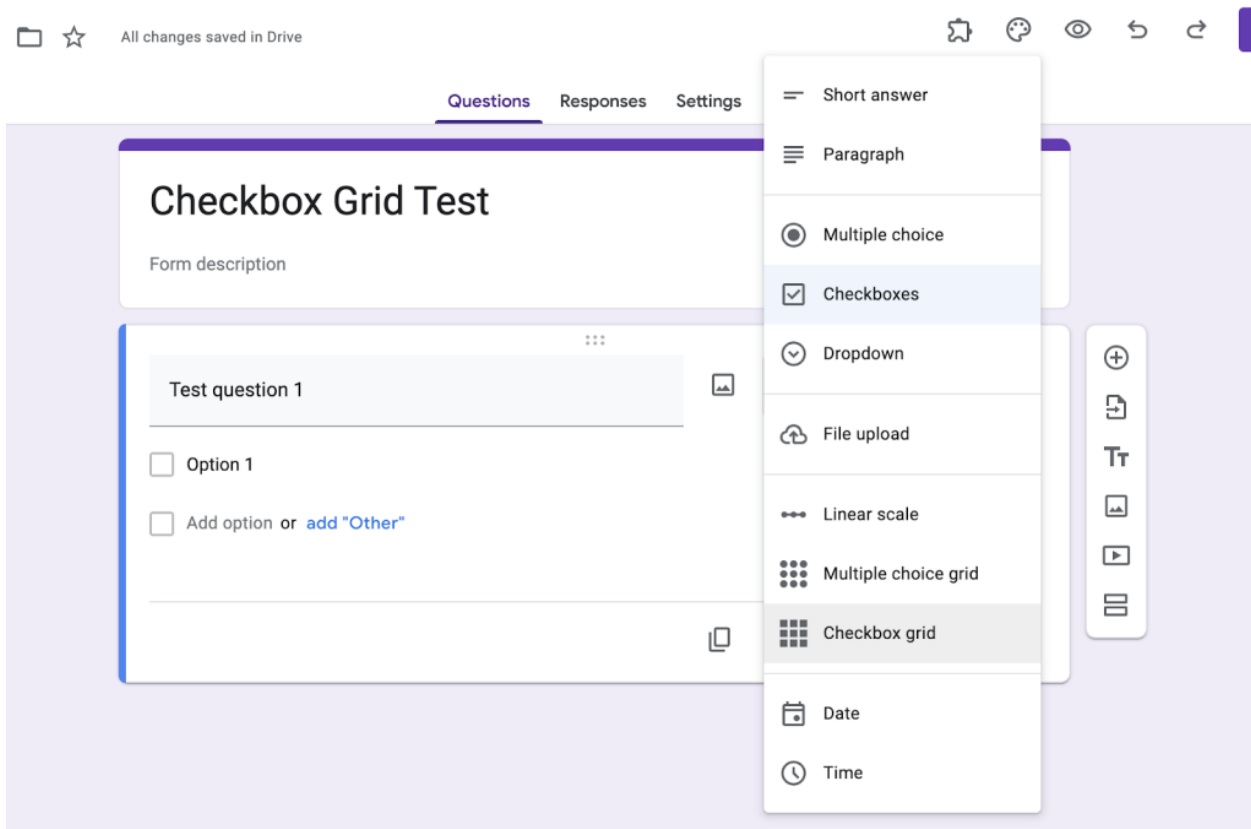 All changes saved in Drive
Questions Responses Settings
Checkbox Grid Test
Form description
Test question 1
Option 1
Add option or add "Other"
Short answer
Paragraph
Multiple choice
Checkboxes
Dropdown
File upload
Linear scale
Multiple choice grid
Checkbox grid
Date
Time
Tт